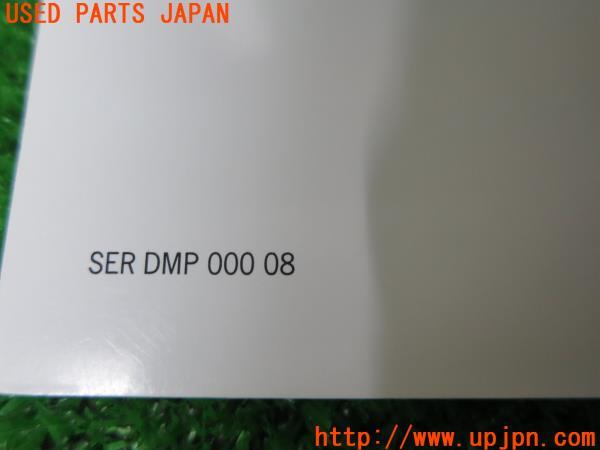 USED PARTS JAPAN
SER DMP 000 08
http://www.upjpn.com